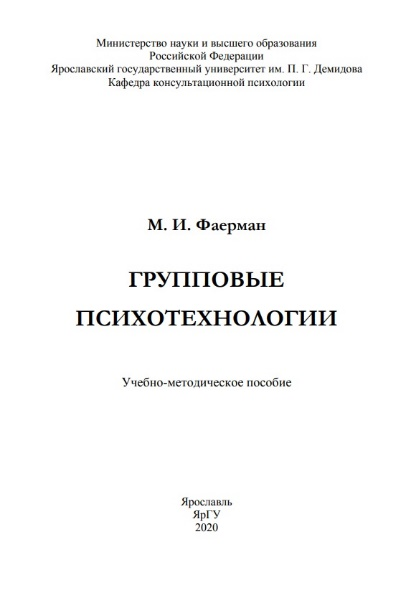 Министерство науки и высшего образования
Российской Федерации
Ярославский государственный университет им. П. Г. Демидова
Кафедра консультационной психологии
М. И. Фаерман
ГРУППОВЫЕ
ПСИХОТЕХНОЛОГИИ
Учебно-методическое пособие
Ярославль
ЯрГУ
2020